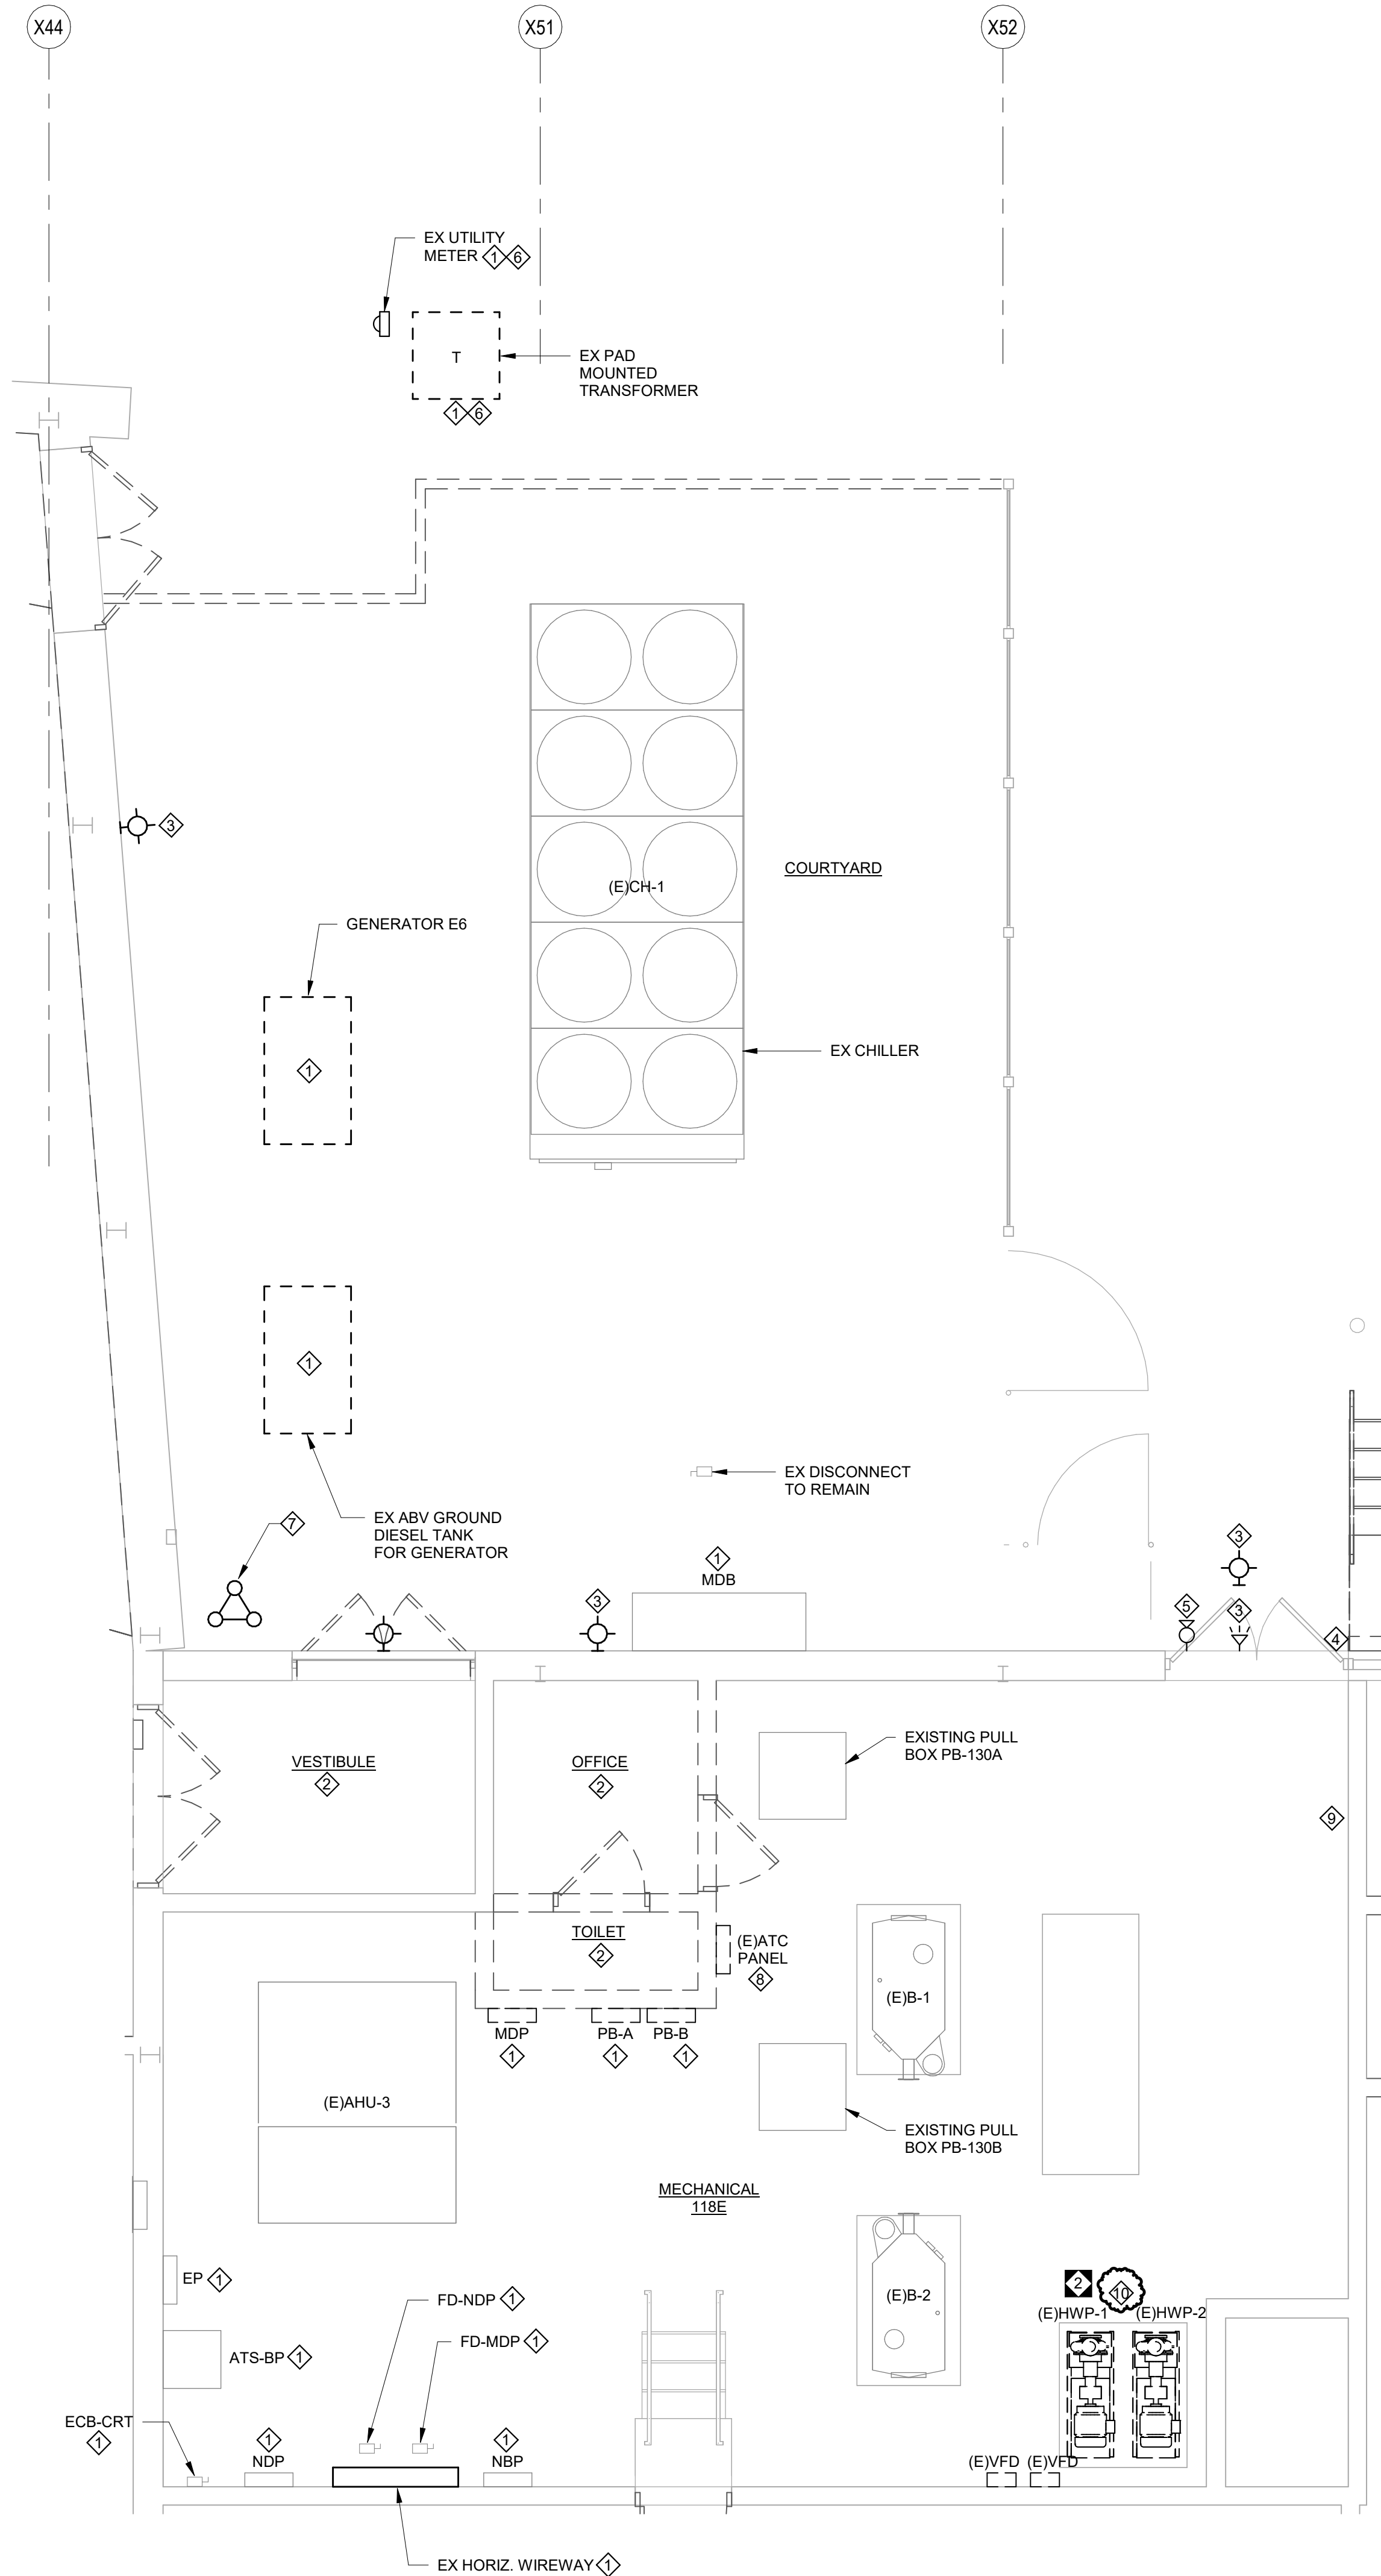 X44
X51
X52
EX UTILITY
METER 1 6
T
EX PAD
MOUNTED
TRANSFORMER
1 6
3
(E)CH-1
COURTYARD
GENERATOR E6
1
EX CHILLER
1
EX DISCONNECT
TO REMAIN
EX ABV GROUND
DIESEL TANK
FOR GENERATOR
7
1
MDB
3
3
5
3
4
EXISTING PULL
BOX PB-130A
VESTIBULE
2
OFFICE
2
9
TOILET
2
(E)ATC
PANEL
8
(E)B-1
MDP
1
PB-A
1
PB-B
1
(E)AHU-3
EXISTING PULL
BOX PB-130B
MECHANICAL
118E
EP 1
FD-NDP 1
(E)B-2
2
10
(E)HWP-1
(E)HWP-2
FD-MDP 1
ATS-BP 1
ECB-CRT
1
1
NDP
1
NBP
(E)VFD
(E)VFD
EX HORIZ. WIREWAY 1